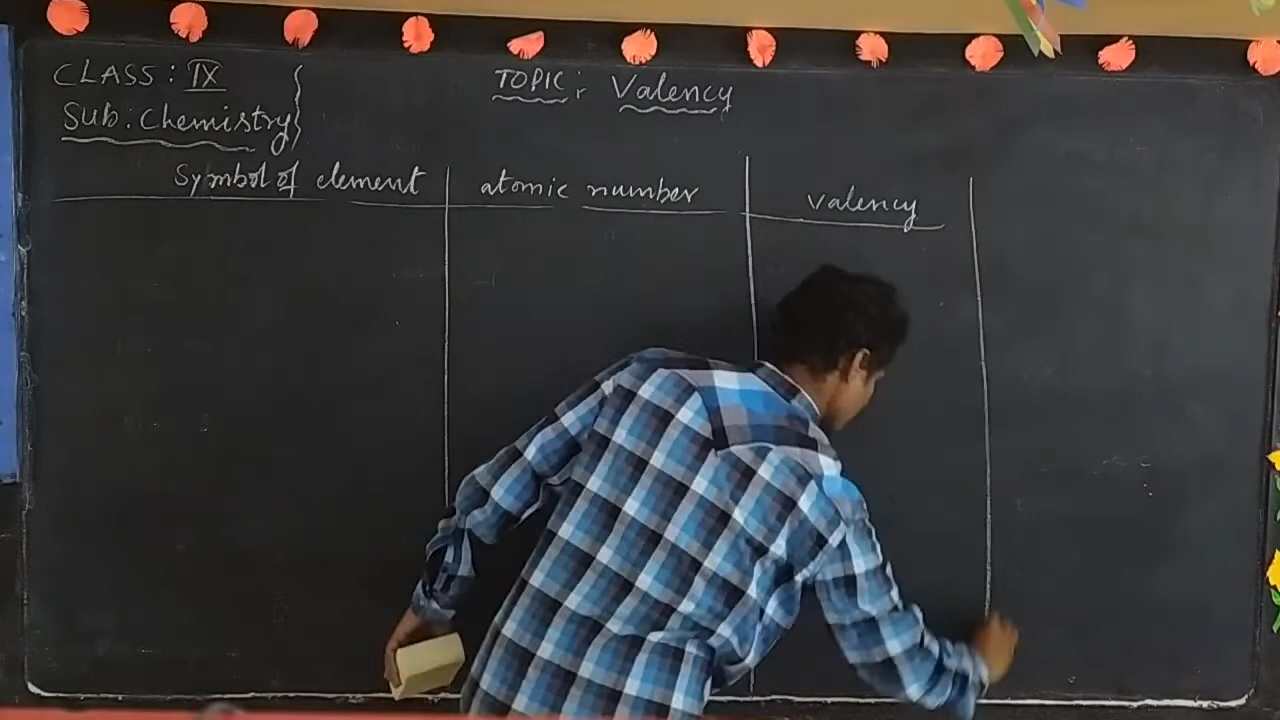 CLASS: IX
TOPIC: Valency
Sub: Chemistry
Symbol of element atomic number valency